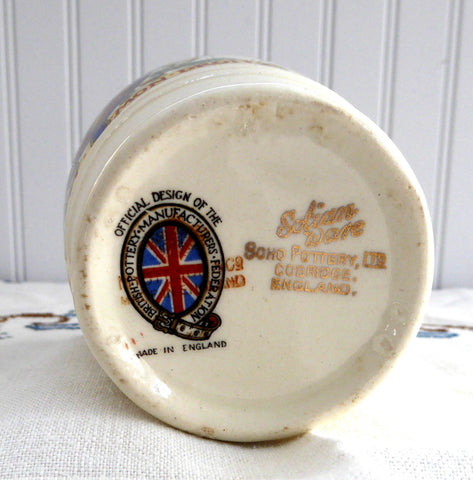 OFFICIAL DESIGN OF THE
BRITISH·POTTERY·MANUFACTURERS·FEDERATION
MADE IN ENGLAND
Solian
Ware
SOHO POTTERY, LTD
COBRIDGE.
ENGLAND.